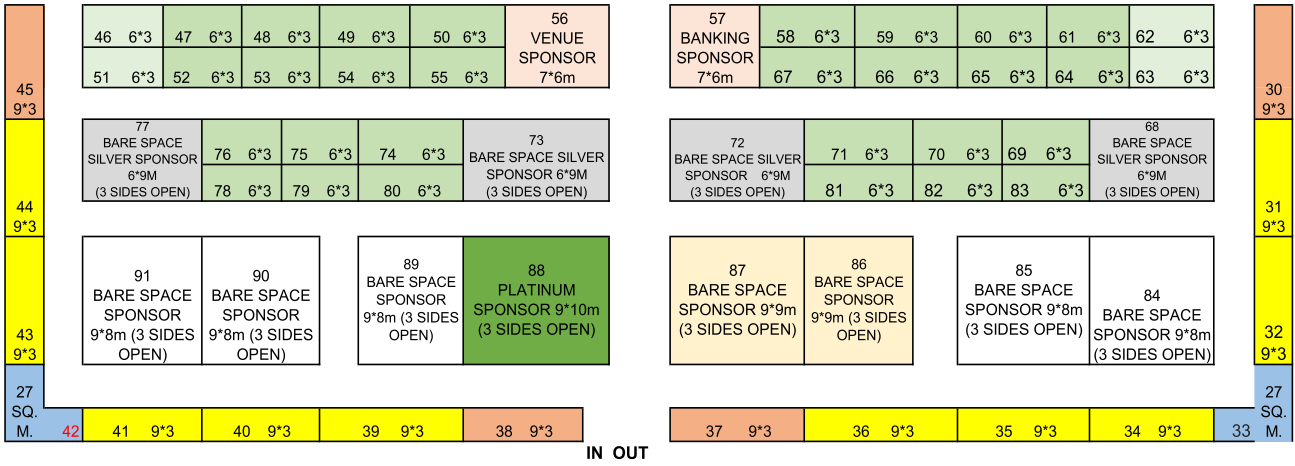 46 6*3
47 6*3
48 6*3
49 6*3
50 6*3
56
VENUE
SPONSOR
7*6m
51 6*3
52 6*3
53 6*3
54 6*3
55 6*3
57
BANKING
SPONSOR
7*6m
58 6*3
59 6*3
60 6*3
61 6*3
62 6*3
67 6*3
66 6*3
65 6*3
64 6*3
63 6*3
45
9*3
30
9*3
77
BARE SPACE
SILVER SPONSOR
6*9M
(3 SIDES OPEN)
76 6*3
75 6*3
74 6*3
78 6*3
79 6*3
80 6*3
73
BARE SPACE SILVER
SPONSOR 6*9M
(3 SIDES OPEN)
72
BARE SPACE SILVER
SPONSOR 6*9M
(3 SIDES OPEN)
71 6*3
70 6*3
69 6*3
81 6*3
82 6*3
83 6*3
68
BARE SPACE
SILVER SPONSOR
6*9M
(3 SIDES OPEN)
44
9*3
31
9*3
91
BARE SPACE
SPONSOR
9*8m (3 SIDES
OPEN)
90
BARE SPACE
SPONSOR
9*8m (3 SIDES
OPEN)
89
BARE SPACE
SPONSOR
9*8m (3 SIDES
OPEN)
88
PLATINUM
SPONSOR 9*10m
(3 SIDES OPEN)
87
BARE SPACE
SPONSOR 9*9m
(3 SIDES OPEN)
86
BARE SPACE
SPONSOR
9*9m (3 SIDES
OPEN)
85
BARE SPACE
SPONSOR 9*8m
(3 SIDES OPEN)
84
BARE SPACE
SPONSOR 9*8m
(3 SIDES OPEN)
43
9*3
32
9*3
27
SQ.
M.
42
41 9*3
40 9*3
39 9*3
38 9*3
37 9*3
36 9*3
35 9*3
34 9*3
33
27
SQ.
M.
IN OUT